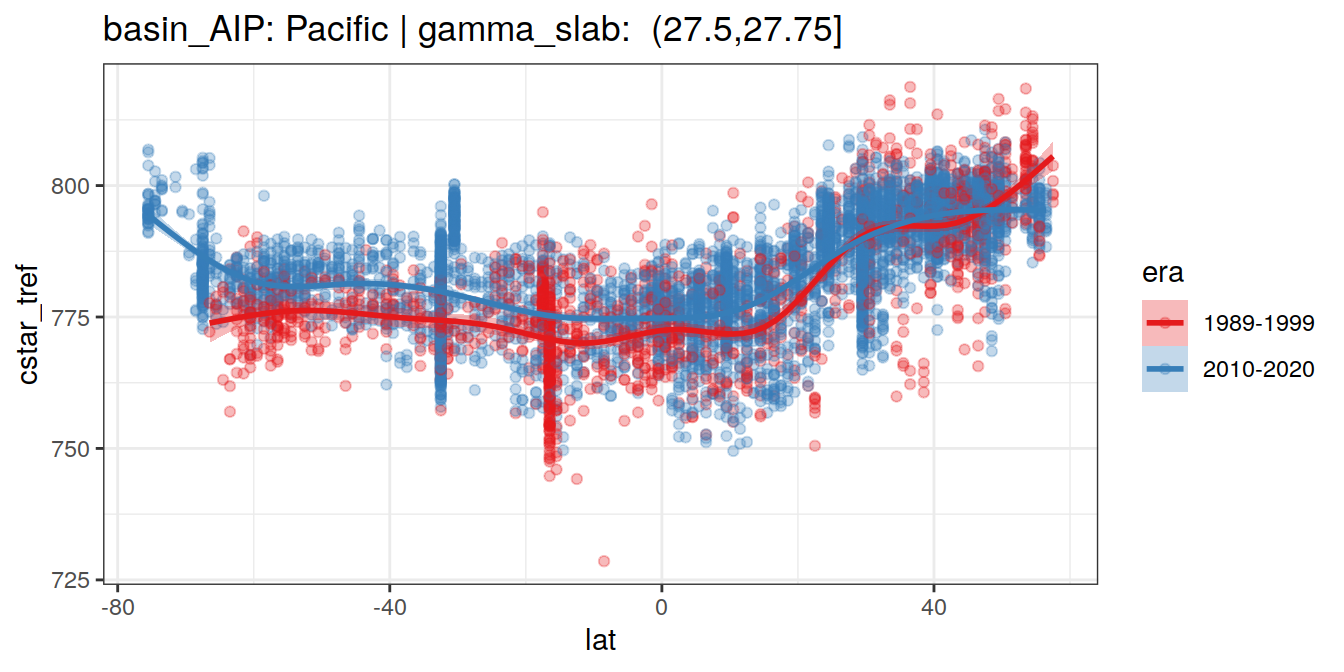 basin_AIP: Pacific | gamma_slab:  (27.5,27.75]
cstar_tref
800
775
750
725
-80
-40
0
40
lat
era
1989-1999
2010-2020